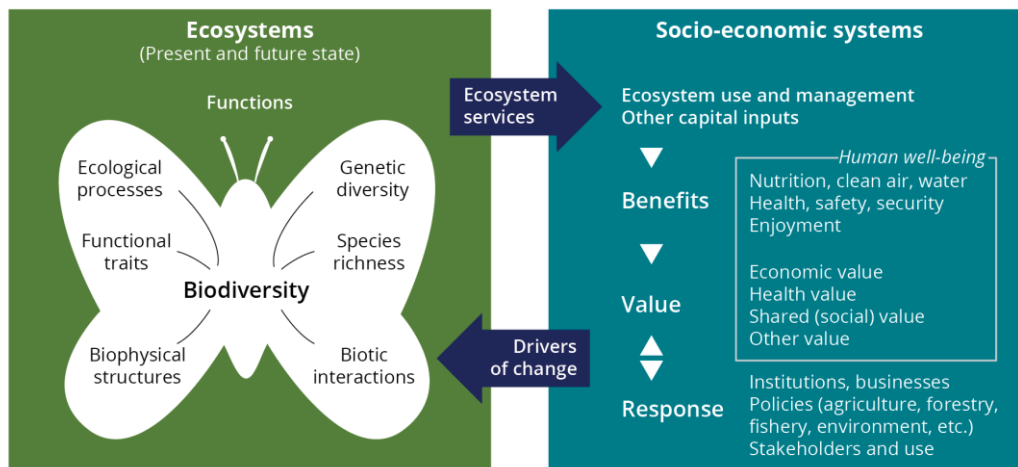 Ecosystems
(Present and future state)
Functions
Ecological
processes
Genetic
diversity
Functional
traits
Species
richness
Biodiversity
Biophysical
structures
Biotic
interactions
Ecosystem
services
Drivers
of change
Socio-economic systems
Ecosystem use and management
Other capital inputs
Human well-being
Benefits
Nutrition, clean air, water
Health, safety, security
Enjoyment
Value
Economic value
Health value
Shared (social) value
Other value
Response
Institutions, businesses
Policies (agriculture, forestry,
fishery, environment, etc.)
Stakeholders and use